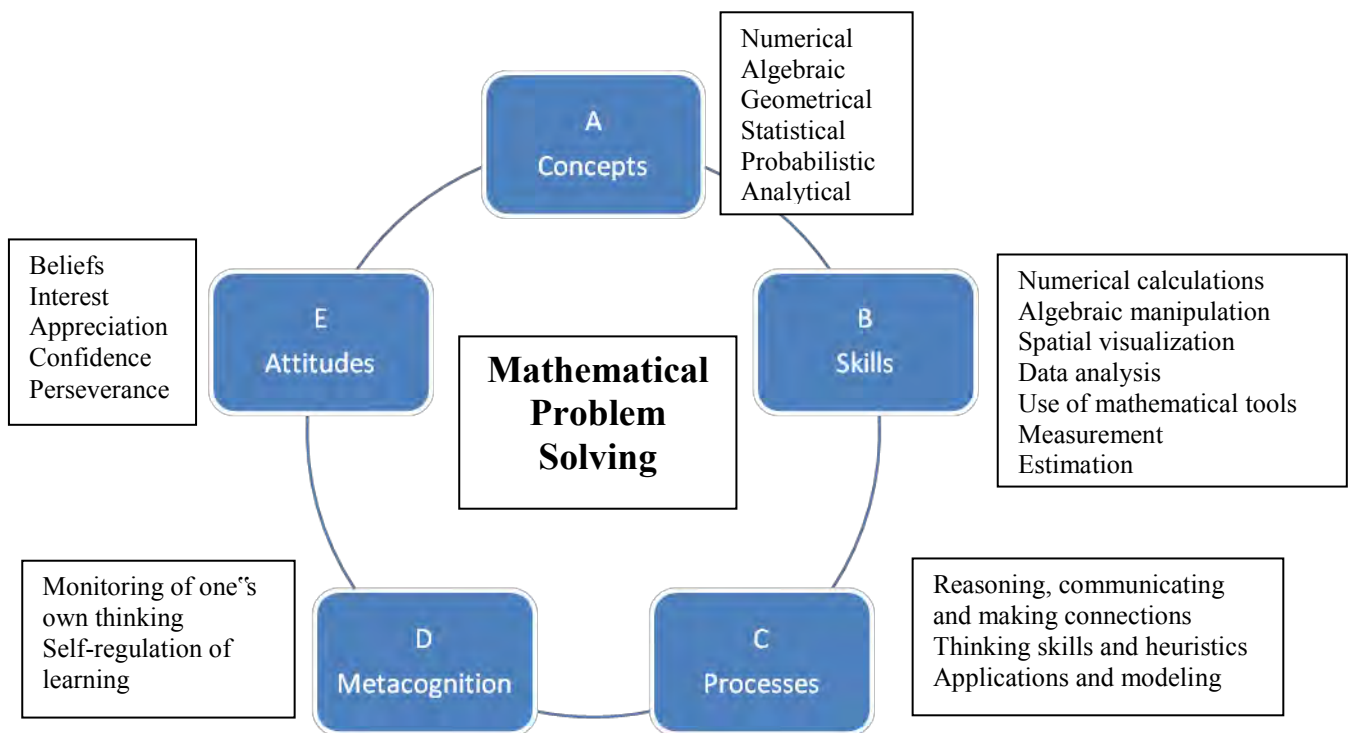 Numerical
Algebraic
Geometrical
Statistical
Probabilistic
Analytical
A
Concepts
Beliefs
Interest
Appreciation
Confidence
Perseverance
E
Attitudes
Mathematical
Problem
Solving
B
Skills
Numerical calculations
Algebraic manipulation
Spatial visualization
Data analysis
Use of mathematical tools
Measurement
Estimation
Monitoring of one‟s
own thinking
Self-regulation of
learning
D
Metacognition
C
Processes
Reasoning, communicating
and making connections
Thinking skills and heuristics
Applications and modeling